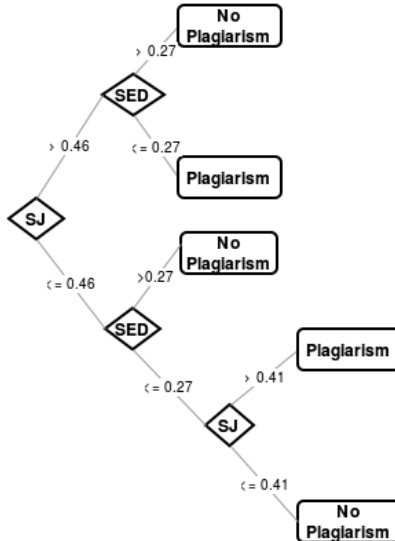 No
Plagiarism
> 0.27
SED
> 0.46
<= 0.27
Plagiarism
SJ
No
Plagiarism
<= 0.46
>0.27
SED
Plagiarism
> 0.41
<= 0.27
SJ
<= 0.41
No
Plagiarism